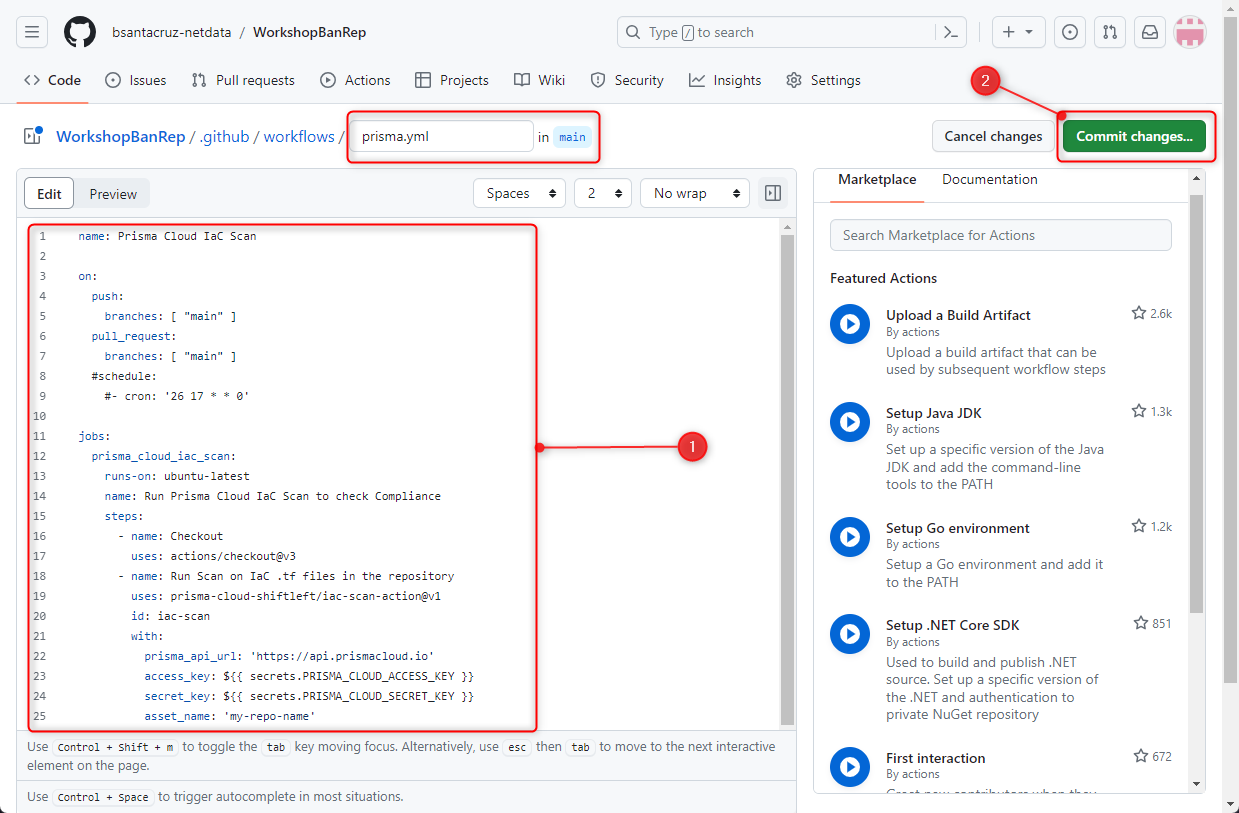 bsantacruz-netdata / WorkshopBanRep
Type / to search
Code Issues Pull requests Actions Projects Wiki Security Insights Settings
2
WorkshopBanRep / .github / workflows / prisma.yml in main
Cancel changes Commit changes...
Edit Preview Spaces 2 No wrap
1 name: Prisma Cloud IaC Scan
2
3 on:
4 push:
5 branches: [ "main" ]
6 pull_request:
7 branches: [ "main" ]
8 #schedule:
9 #- cron: '26 17 * * 0'
10
11 jobs:
12 prisma_cloud_iac_scan:
13 runs-on: ubuntu-latest
14 name: Run Prisma Cloud IaC Scan to check Compliance
15 steps:
16 - name: Checkout
17 uses: actions/checkout@v3
18 - name: Run Scan on IaC .tf files in the repository
19 uses: prisma-cloud-shiftleft/iac-scan-action@v1
20 id: iac-scan
21 with:
22 prisma_api_url: 'https://api.prismacloud.io'
23 access_key: ${{ secrets.PRISMA_CLOUD_ACCESS_KEY }}
24 secret_key: ${{ secrets.PRISMA_CLOUD_SECRET_KEY }}
25 asset_name: 'my-repo-name'
1
Use Control + Shift + m to toggle the tab key moving focus. Alternatively, use esc then tab to move to the next interactive
element on the page.
Use Control + Space to trigger autocomplete in most situations.
Marketplace Documentation
Search Marketplace for Actions
Featured Actions
Upload a Build Artifact 2.6k
By actions
Upload a build artifact that can be
used by subsequent workflow steps
Setup Java JDK 1.3k
By actions
Set up a specific version of the Java
JDK and add the command-line
tools to the PATH
Setup Go environment 1.2k
By actions
Setup a Go environment and add it
to the PATH
Setup .NET Core SDK 851
By actions
Used to build and publish .NET
source. Set up a specific version of
the .NET and authentication to
private NuGet repository
First interaction 672
By actions
Greet new contributors when they